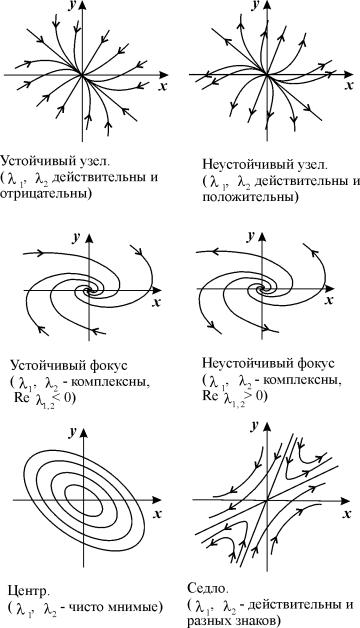 y y
x x
Устойчивый узел. Неустойчивый узел.
(λ1, λ2 действительны и (λ1, λ2 действительны и
отрицательны) положительны)
y y
x x
Устойчивый фокус Неустойчивый фокус
(λ1, λ2 - комплексны, (λ1, λ2 - комплексны,
Re λ1,2< 0) Re λ1,2> 0)
y y
x x
Центр. Седло.
(λ1, λ2 - чисто мнимые) (λ1, λ2 - действительны и
разных знаков)